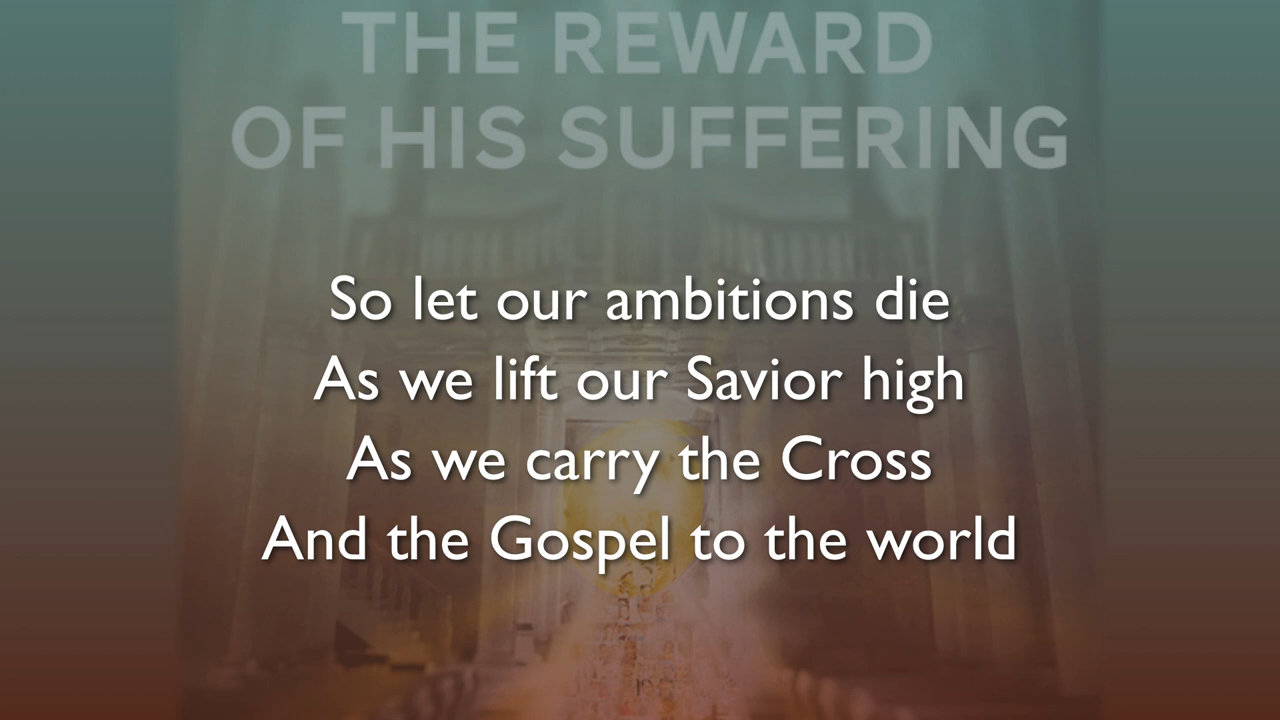 THE REWARD
OF HIS SUFFERING
So let our ambitions die
As we lift our Savior high
As we carry the Cross
And the Gospel to the world